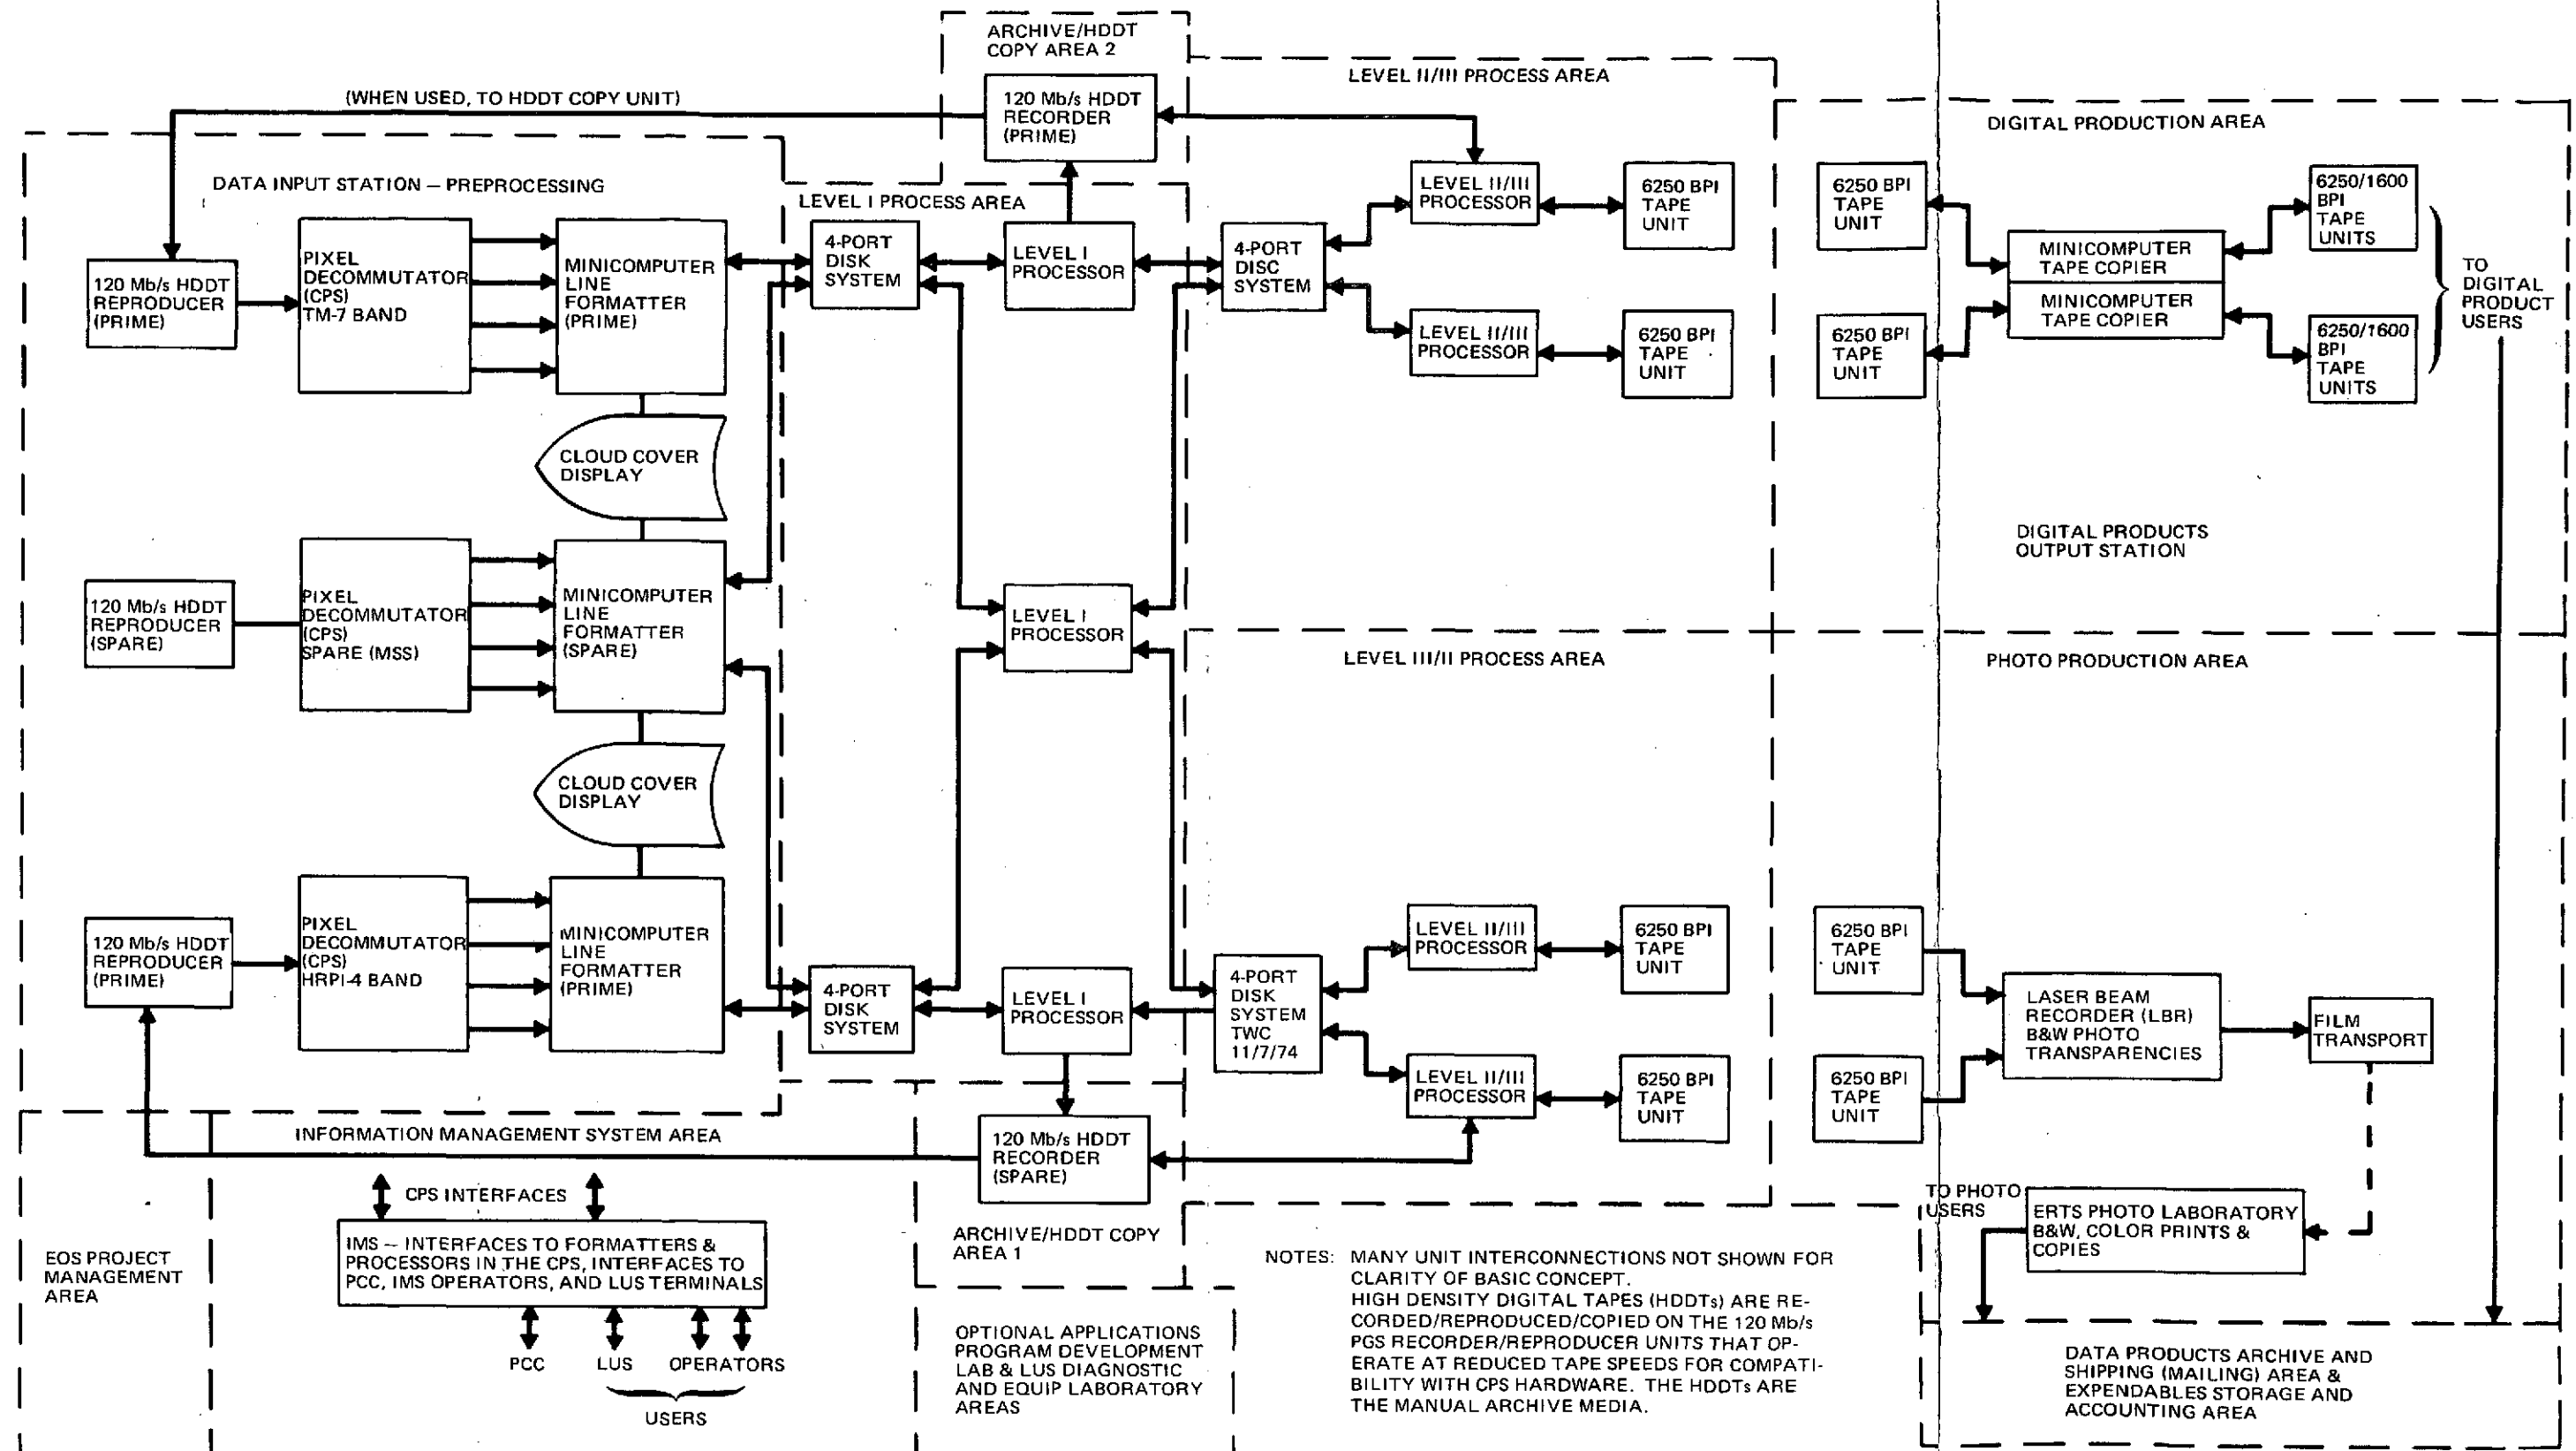 ARCHIVE/HDDT
COPY AREA 2
120 Mb/s HDDT
RECORDER
(PRIME)
(WHEN USED, TO HDDT COPY UNIT)
LEVEL II/III PROCESS AREA
DIGITAL PRODUCTION AREA
DATA INPUT STATION – PREPROCESSING
LEVEL I PROCESS AREA
120 Mb/s HDDT
REPRODUCER
(PRIME)
PIXEL
DECOMMUTATOR
(CPS)
TM-7 BAND
MINICOMPUTER
LINE
FORMATTER
(PRIME)
4-PORT
DISK
SYSTEM
LEVEL I
PROCESSOR
4-PORT
DISC
SYSTEM
LEVEL II/III
PROCESSOR
6250 BPI
TAPE
UNIT
LEVEL II/III
PROCESSOR
6250 BPI
TAPE
UNIT
6250 BPI
TAPE
UNIT
6250 BPI
TAPE
UNIT
MINICOMPUTER
TAPE COPIER
MINICOMPUTER
TAPE COPIER
6250/1600
BPI
TAPE
UNITS
6250/1600
BPI
TAPE
UNITS
TO
DIGITAL
PRODUCT
USERS
CLOUD COVER
DISPLAY
DIGITAL PRODUCTS
OUTPUT STATION
120 Mb/s HDDT
REPRODUCER
(SPARE)
PIXEL
DECOMMUTATOR
(CPS)
SPARE (MSS)
MINICOMPUTER
LINE
FORMATTER
(SPARE)
LEVEL I
PROCESSOR
LEVEL III/II PROCESS AREA
PHOTO PRODUCTION AREA
CLOUD COVER
DISPLAY
120 Mb/s HDDT
REPRODUCER
(PRIME)
PIXEL
DECOMMUTATOR
(CPS)
HRPI-4 BAND
MINICOMPUTER
LINE
FORMATTER
(PRIME)
4-PORT
DISK
SYSTEM
LEVEL I
PROCESSOR
4-PORT
DISK
SYSTEM
TWC
11/7/74
LEVEL II/III
PROCESSOR
6250 BPI
TAPE
UNIT
LEVEL II/III
PROCESSOR
6250 BPI
TAPE
UNIT
6250 BPI
TAPE
UNIT
6250 BPI
TAPE
UNIT
LASER BEAM
RECORDER (LBR)
B&W PHOTO
TRANSPARENCIES
FILM
TRANSPORT
INFORMATION MANAGEMENT SYSTEM AREA
120 Mb/s HDDT
RECORDER
(SPARE)
CPS INTERFACES
IMS – INTERFACES TO FORMATTERS &
PROCESSORS IN THE CPS, INTERFACES TO
PCC, IMS OPERATORS, AND LUS TERMINALS
PCC
LUS
OPERATORS
USERS
EOS PROJECT
MANAGEMENT
AREA
ARCHIVE/HDDT COPY
AREA 1
OPTIONAL APPLICATIONS
PROGRAM DEVELOPMENT
LAB & LUS DIAGNOSTIC
AND EQUIP LABORATORY
AREAS
NOTES: MANY UNIT INTERCONNECTIONS NOT SHOWN FOR
CLARITY OF BASIC CONCEPT.
HIGH DENSITY DIGITAL TAPES (HDDTs) ARE RE-
CORDED/REPRODUCED/COPIED ON THE 120 Mb/s
PGS RECORDER/REPRODUCER UNITS THAT OP-
ERATE AT REDUCED TAPE SPEEDS FOR COMPATI-
BILITY WITH CPS HARDWARE. THE HDDTs ARE
THE MANUAL ARCHIVE MEDIA.
TO PHOTO
USERS
ERTS PHOTO LABORATORY
B&W, COLOR PRINTS &
COPIES
DATA PRODUCTS ARCHIVE AND
SHIPPING (MAILING) AREA &
EXPENDABLES STORAGE AND
ACCOUNTING AREA